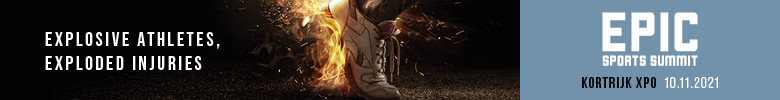 EXPLOSIVE ATHLETES,
EXPLODED INJURIES
EPIC
SPORTS SUMMIT
KORTRIJK XPO 10.11.2021